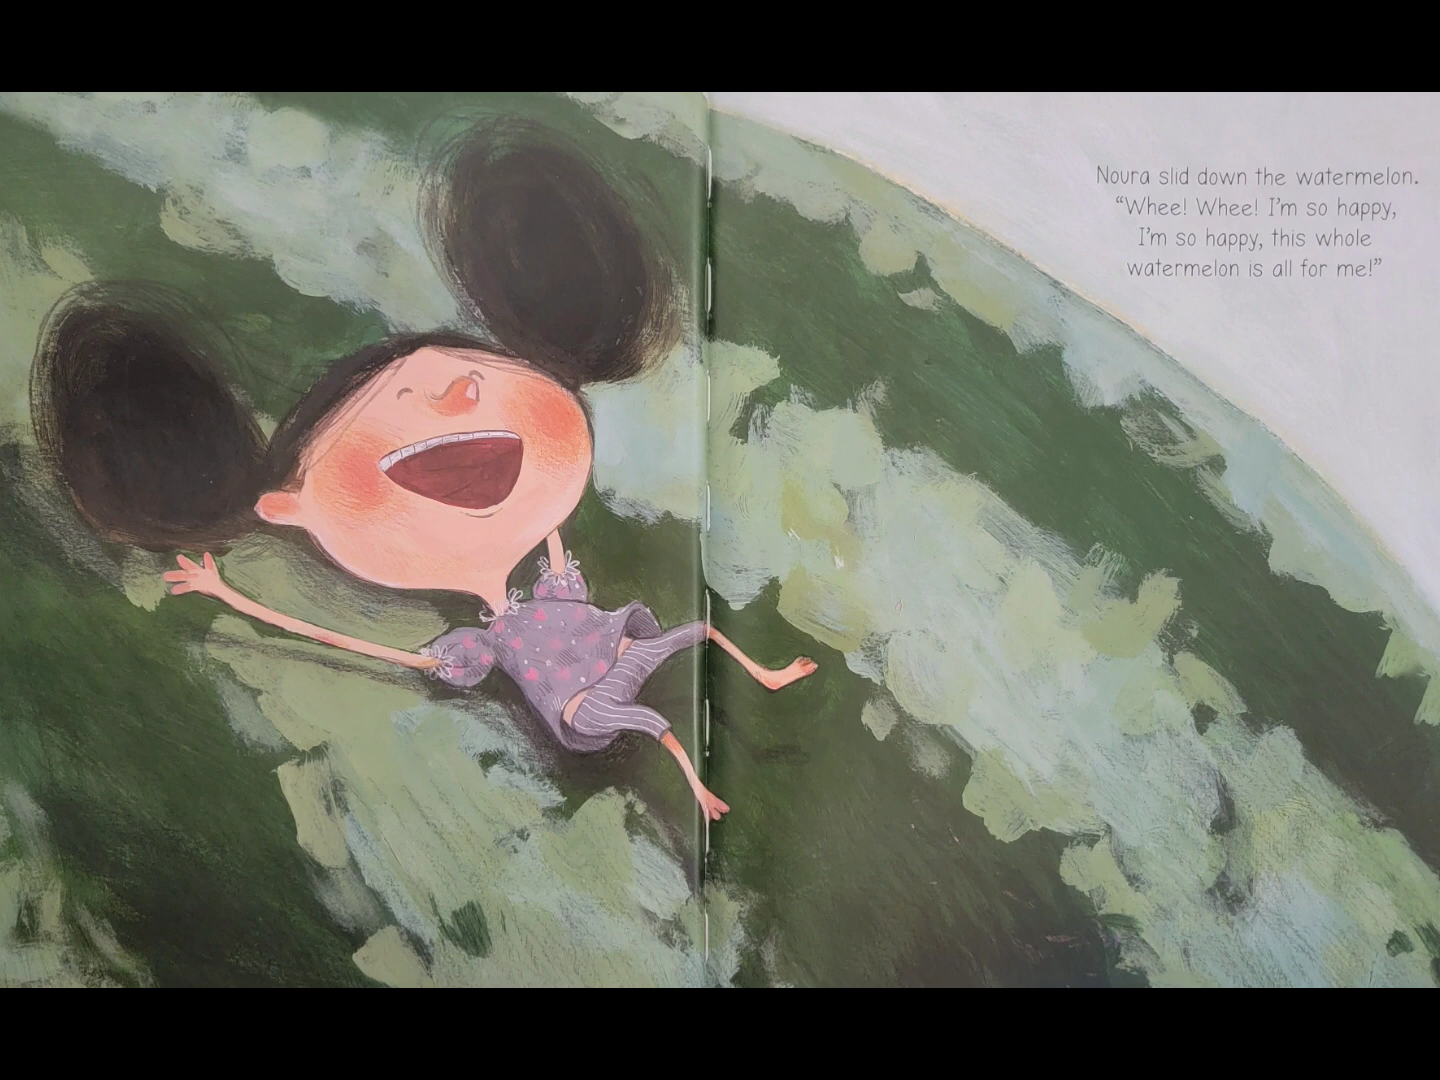 Noura slid down the watermelon.
“Whee! Whee! I’m so happy,
I’m so happy, this whole
watermelon is all for me!”